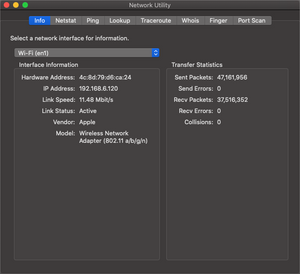 Network Utility
Info Netstat Ping Lookup Traceroute Whois Finger Port Scan
Select a network interface for information.
Wi-Fi (en1)
Interface Information
Hardware Address: 4c:8d:79:d6:ca:24
IP Address: 192.168.6.120
Link Speed: 11.48 Mbit/s
Link Status: Active
Vendor: Apple
Model: Wireless Network
Adapter (802.11 a/b/g/n)
Transfer Statistics
Sent Packets: 47,161,956
Send Errors: 0
Recv Packets: 37,516,352
Recv Errors: 0
Collisions: 0